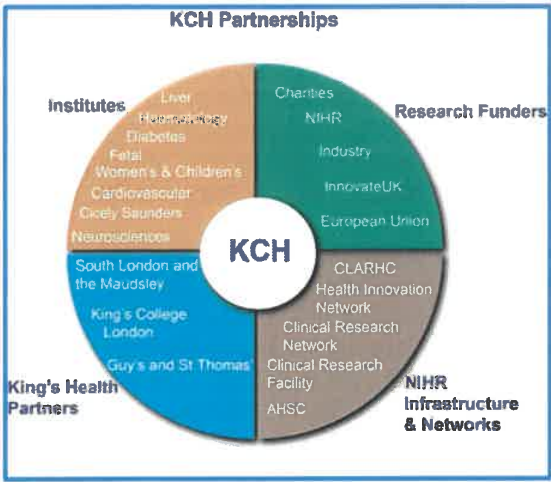 KCH Partnerships
Institutes
Liver
Haematology
Diabetes
Fetal
Women's & Children's
Cardiovascular
Cicely Saunders
Neurosciences
Charities
NIHR
Industry
InnovateUK
European Union
Research Funders
KCH
South London and
the Maudsley
King's College
London
Guy's and St Thomas'
King's Health
Partners
CLARHC
Health Innovation
Network
Clinical Research
Network
Clinical Research
Facility
AHSC
NIHR
Infrastructure
& Networks